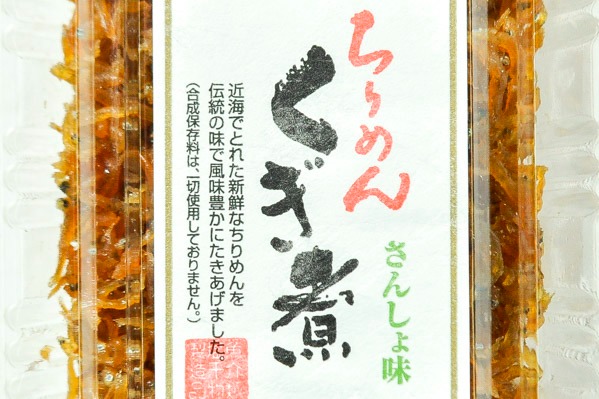 ちりめん
くぎ煮
さんしょ味
近海でとれた新鮮なちりめんを
伝統の味で風味豊かにたきあげました。
（合成保存料は、一切使用しておりません。）